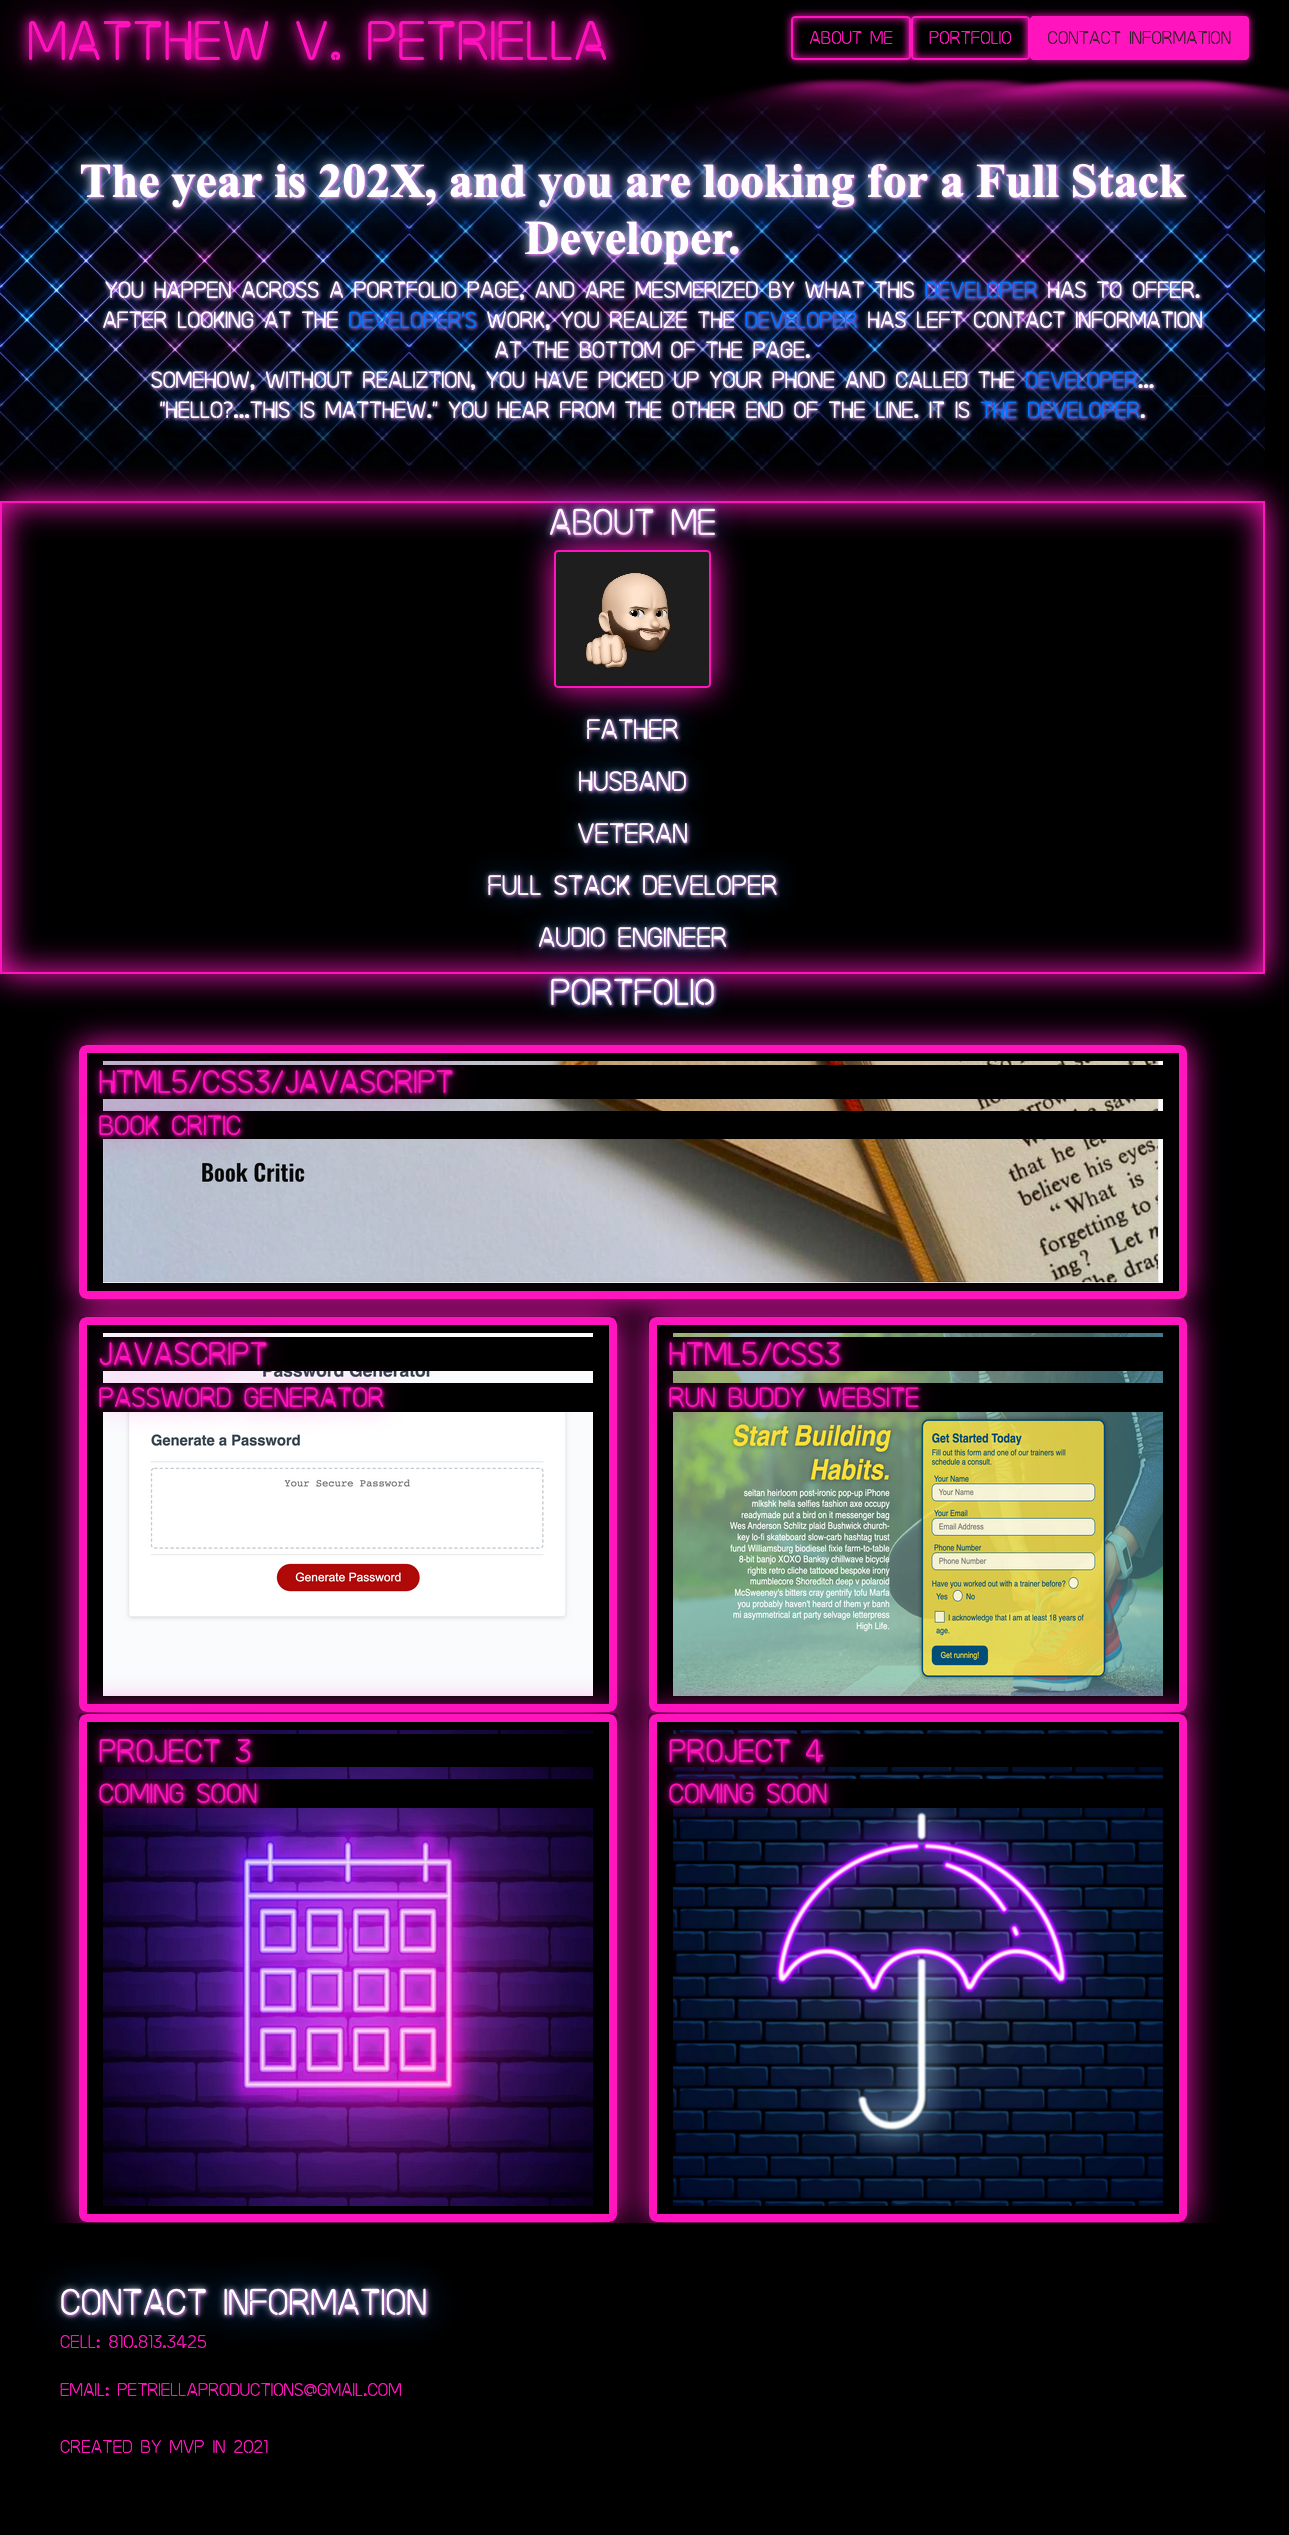 MATTHEW V. PETRIELLA
ABOUT ME
PORTFOLIO
CONTACT INFORMATION
The year is 202X, and you are looking for a Full Stack
Developer.
YOU HAPPEN ACROSS A PORTFOLIO PAGE, AND ARE MESMERIZED BY WHAT THIS DEVELOPER HAS TO OFFER.
AFTER LOOKING AT THE DEVELOPER'S WORK, YOU REALIZE THE DEVELOPER HAS LEFT CONTACT INFORMATION
AT THE BOTTOM OF THE PAGE.
SOMEHOW, WITHOUT REALIZTION, YOU HAVE PICKED UP YOUR PHONE AND CALLED THE DEVELOPER...
"HELLO?...THIS IS MATTHEW." YOU HEAR FROM THE OTHER END OF THE LINE. IT IS THE DEVELOPER.
ABOUT ME
FATHER
HUSBAND
VETERAN
FULL STACK DEVELOPER
AUDIO ENGINEER
PORTFOLIO
HTML5/CSS3/JAVASCRIPT
BOOK CRITIC
Book Critic
that he let
believe his eyes.
"What is
forgetting to
ing? Let
She drag
JAVASCRIPT
Password Generator
PASSWORD GENERATOR
Generate a Password
Your Secure Password
Generate Password
HTML5/CSS3
RUN BUDDY WEBSITE
Start Building
Habits.
seitan heirloom post-ironic pop-up iPhone
mlkshk hella selfies fashion axe occupy
readymade put a bird on it messenger bag
Wes Anderson Schlitz plaid Bushwick church-
key lo-fi skateboard slow-carb hashtag trust
fund Williamsburg biodiesel fixie farm-to-table
8-bit banjo XOXO Banksy chillwave bicycle
rights retro cliche tattooed bespoke irony
mumblecore Shoreditch deep v polaroid
McSweeney's bitters cray gentrify tofu Marfa
you probably haven't heard of them yr banh
mi asymmetrical art party selvage letterpress
High Life.
Get Started Today
Fill out this form and one of our trainers will
schedule a consult.
Your Name
Your Name
Your Email
Email Address
Phone Number
Phone Number
Have you worked out with a trainer before?
Yes No
I acknowledge that I am at least 18 years of
age.
Get running!
PROJECT 3
COMING SOON
PROJECT 4
COMING SOON
CONTACT INFORMATION
CELL: 810.813.3425
EMAIL: PETRIELLAPRODUCTIONS@GMAIL.COM
CREATED BY MVP IN 2021